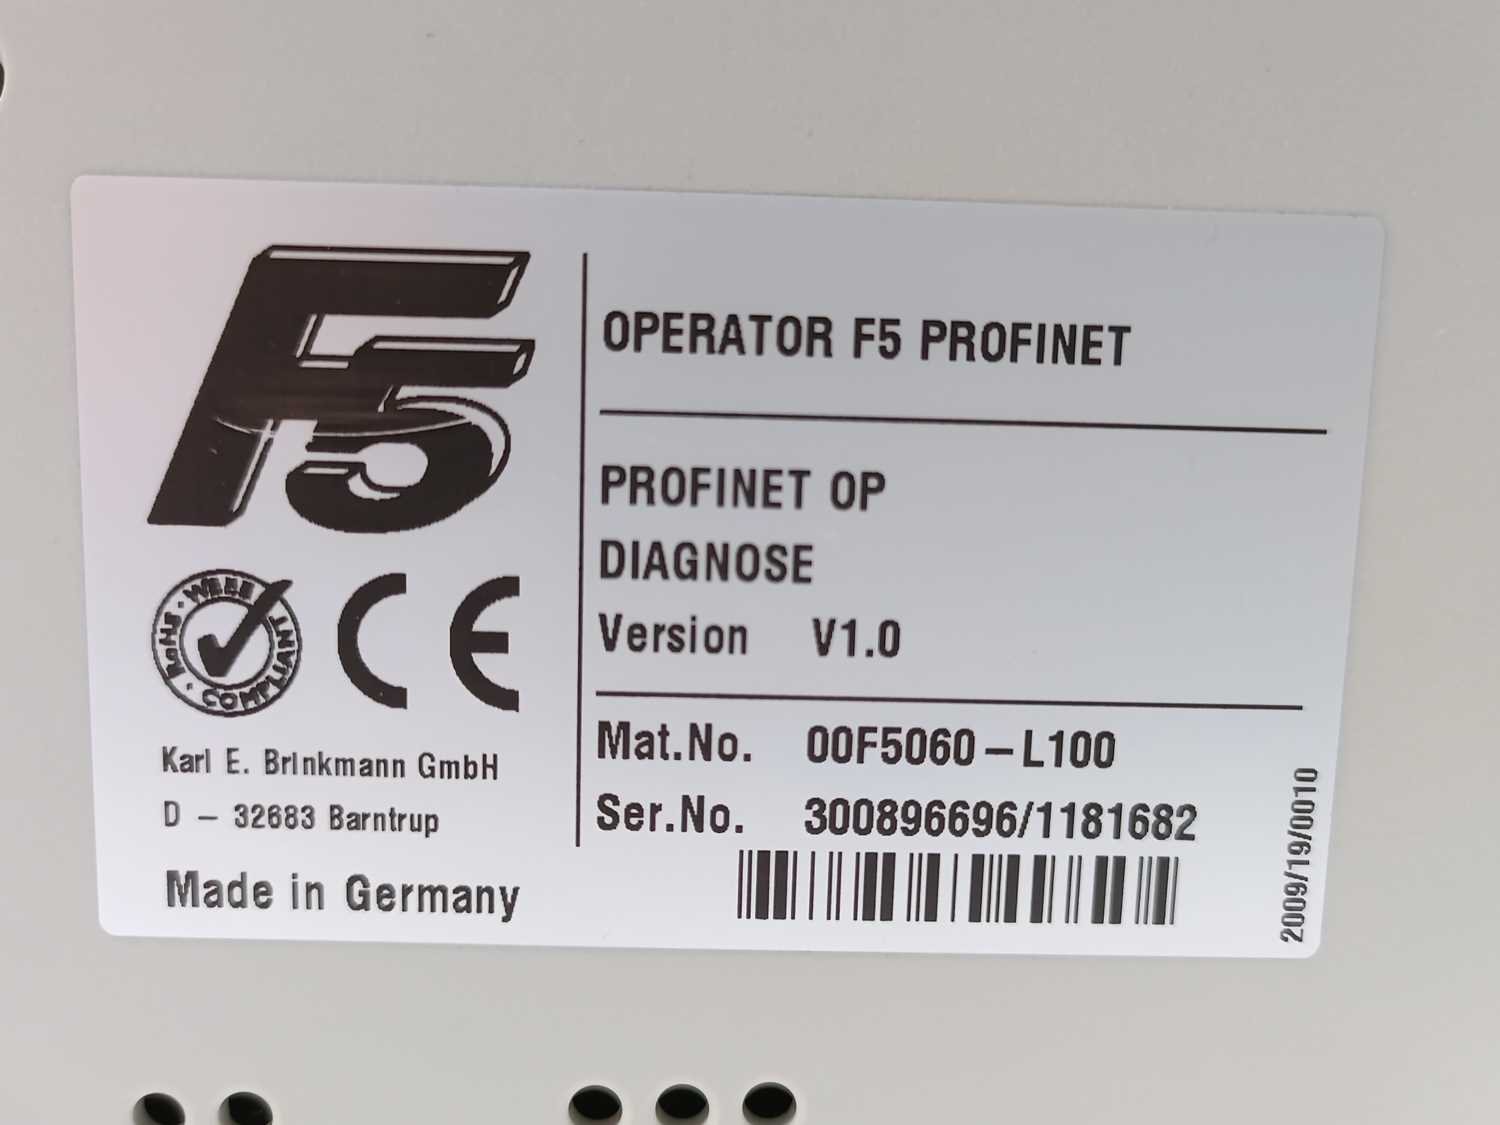 F5
RoHS · WEEE · COMPLIANT
CE
Karl E. Brinkmann GmbH
D – 32683 Barntrup
Made in Germany
OPERATOR F5 PROFINET
PROFINET OP
DIAGNOSE
Version V1.0
Mat.No. 00F5060–L100
Ser.No. 300896696/1181682
2009/19/0010